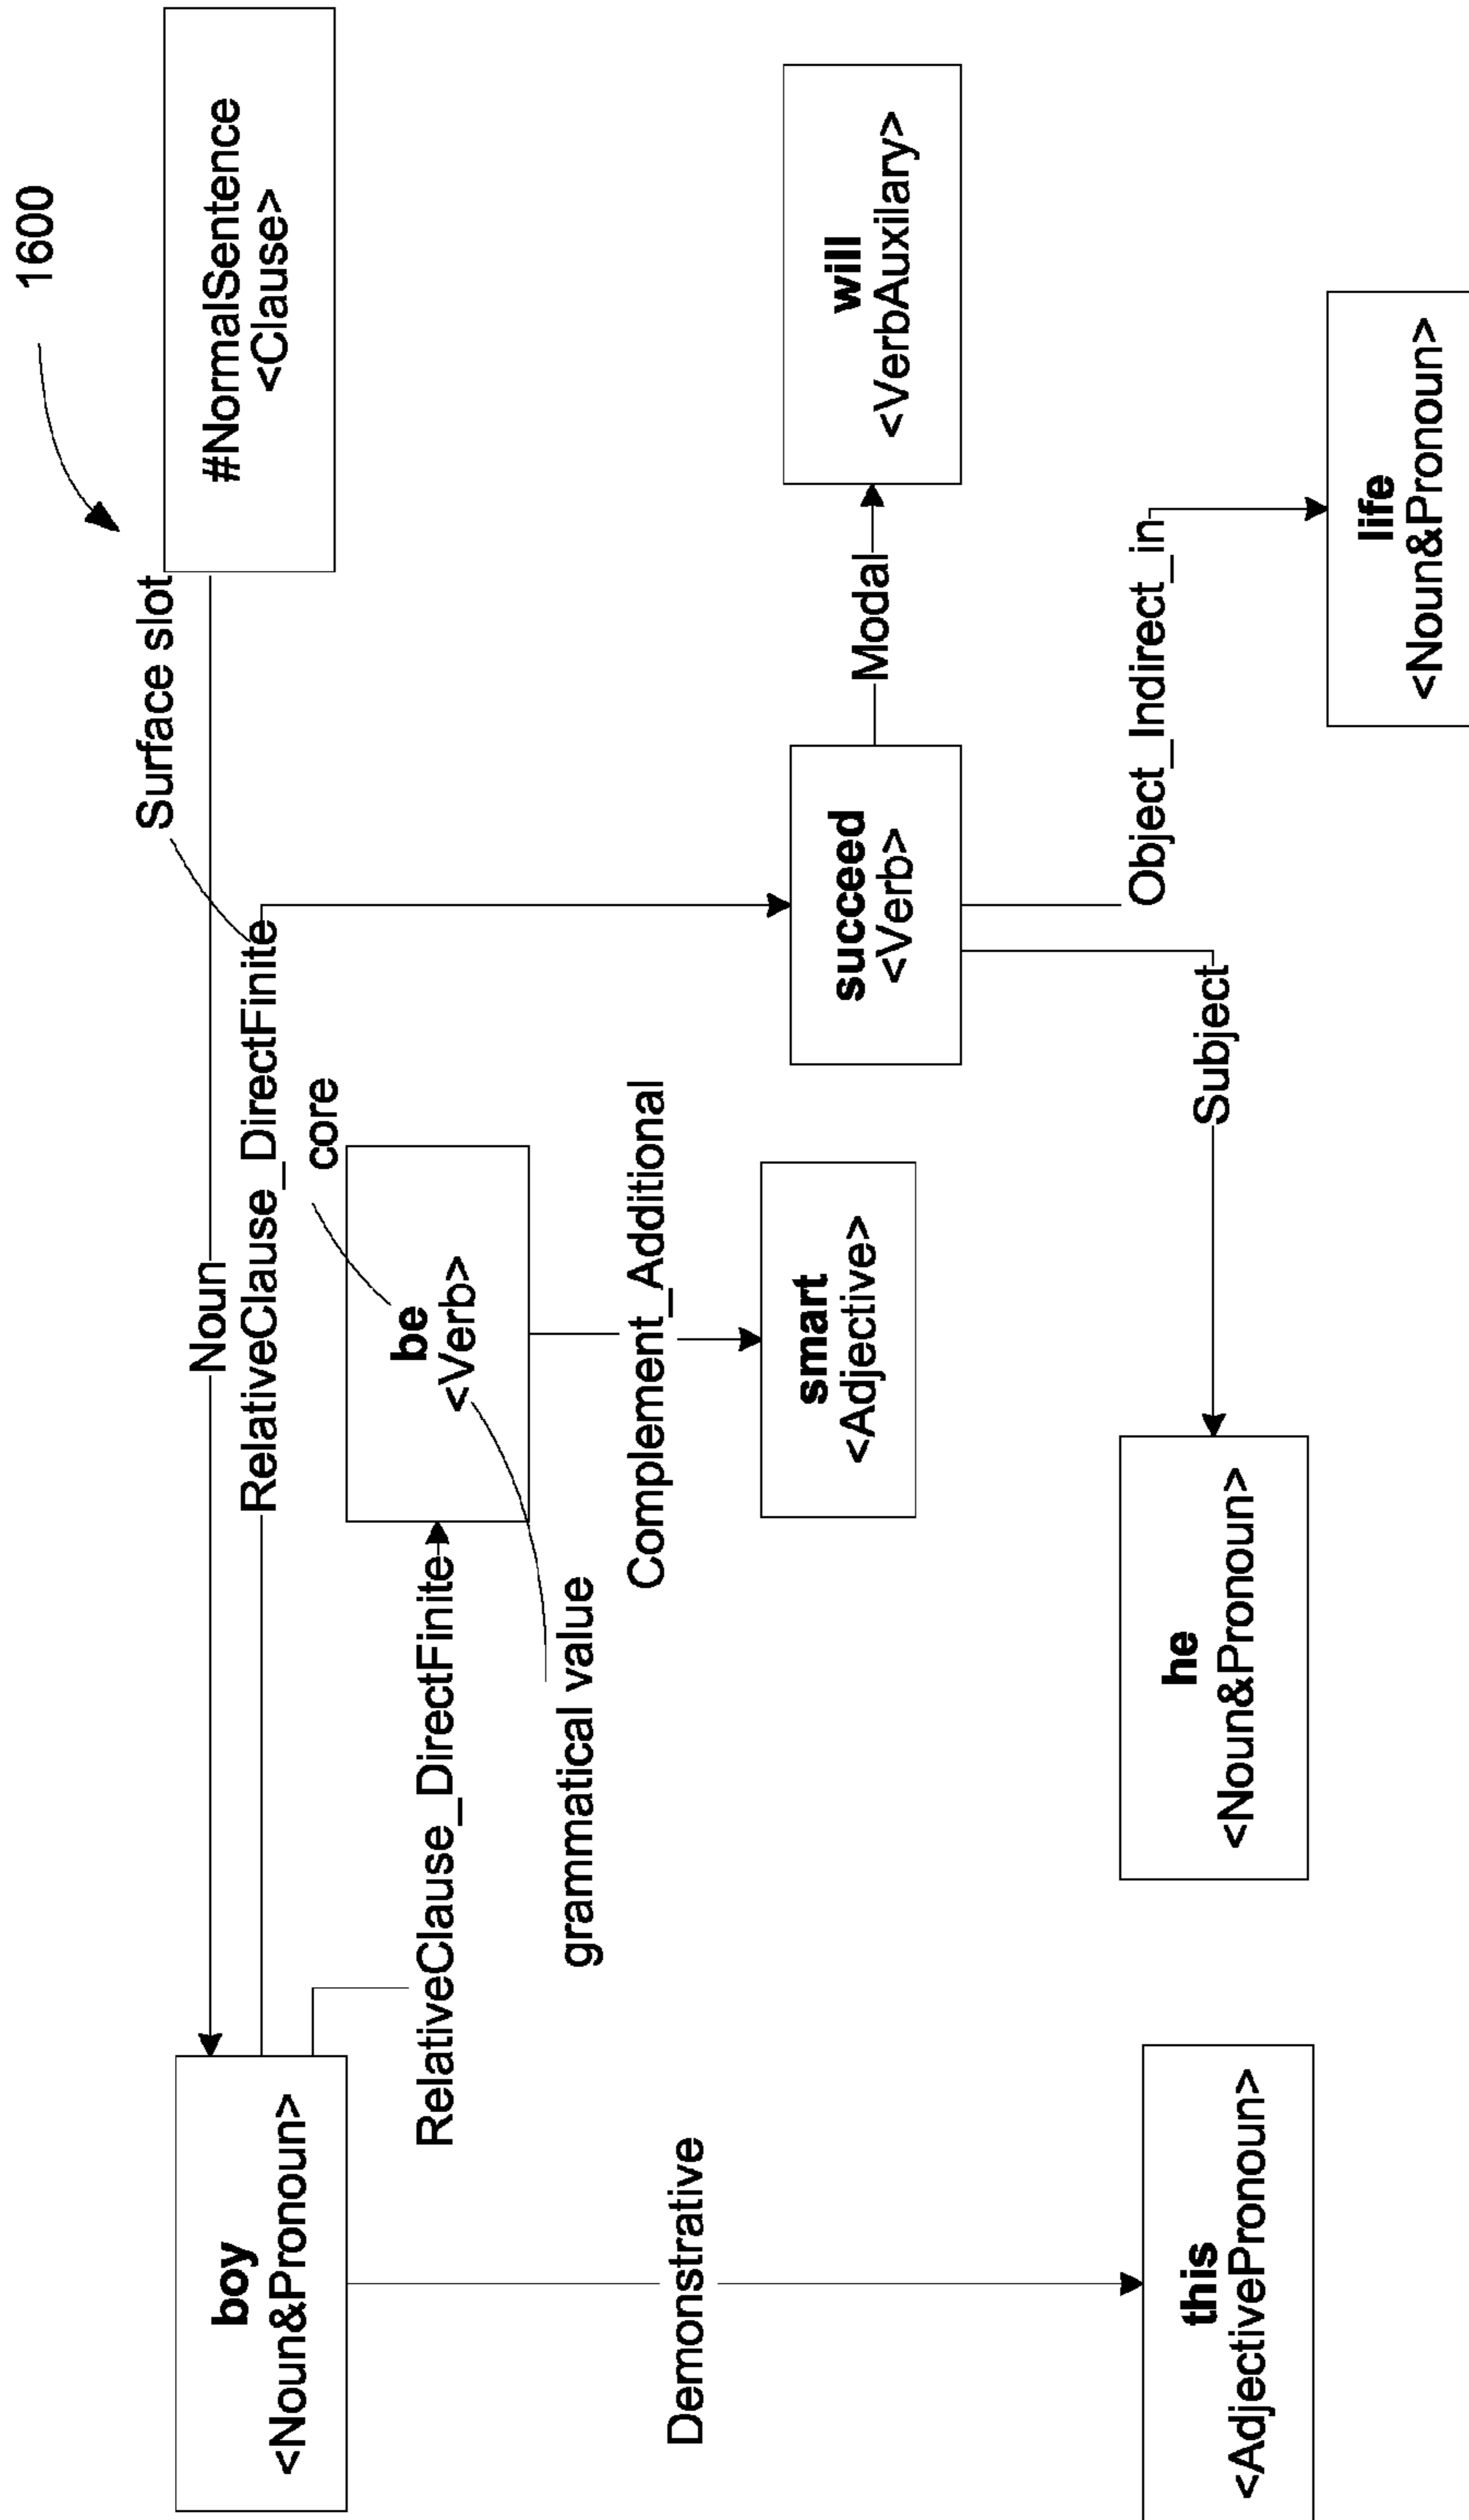 1600
Surface slot
boy
<Noun&Pronoun>
Noun
#NormalSentence
<Clause>
RelativeClause_DirectFinite
core
RelativeClause_DirectFinite
be
<Verb>
grammatical value
Complement_Additional
Demonstrative
smart
<Adjective>
succeed
<Verb>
Modal
will
<VerbAuxilary>
Object_Indirect_in
this
<AdjectivePronoun>
he
<Noun&Pronoun>
Subject
life
<Noun&Pronoun>